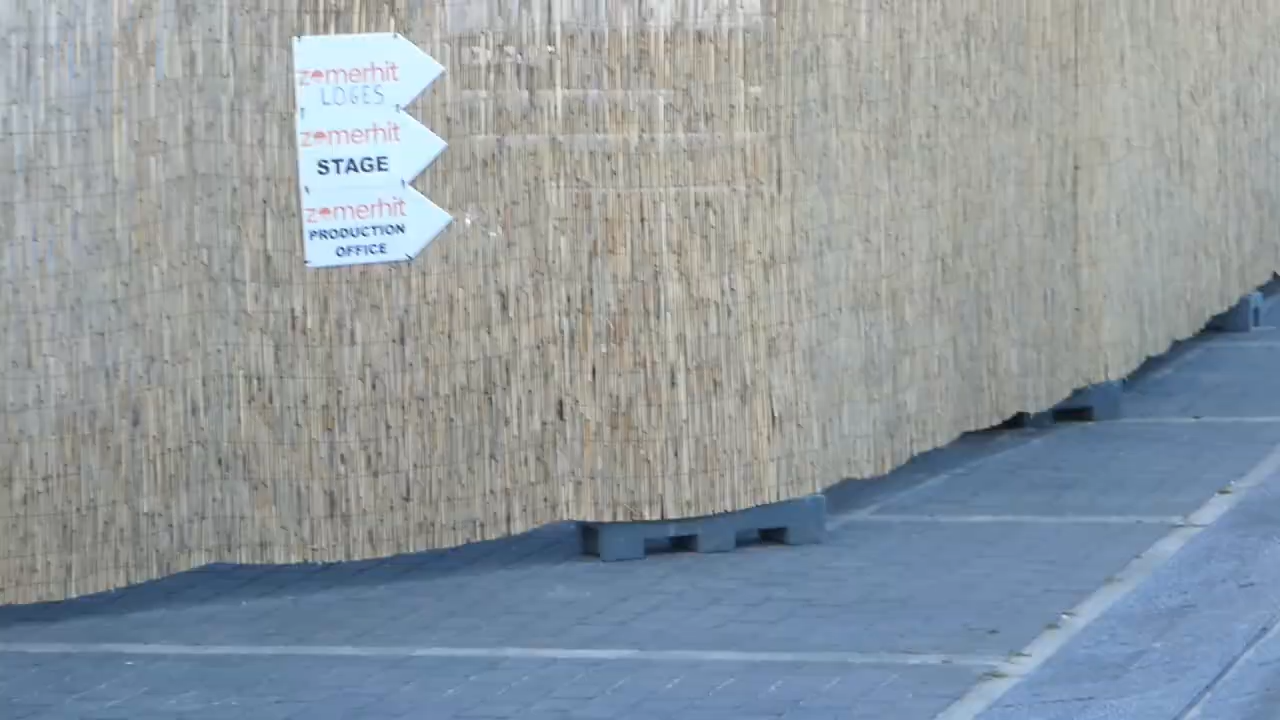 zomerhit
LOGES
zomerhit
STAGE
zomerhit
PRODUCTION
OFFICE